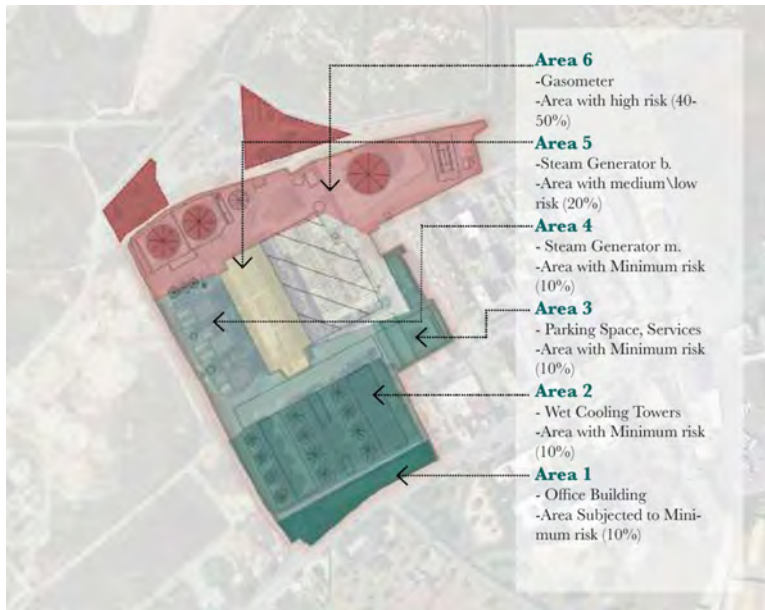 Area 6
-Gasometer
-Area with high risk (40-
50%)
Area 5
-Steam Generator b.
-Area with medium\low
risk (20%)
Area 4
- Steam Generator m.
-Area with Minimum risk
(10%)
Area 3
- Parking Space, Services
-Area with Minimum risk
(10%)
Area 2
- Wet Cooling Towers
-Area with Minimum risk
(10%)
Area 1
- Office Building
-Area Subjected to Mini-
mum risk (10%)